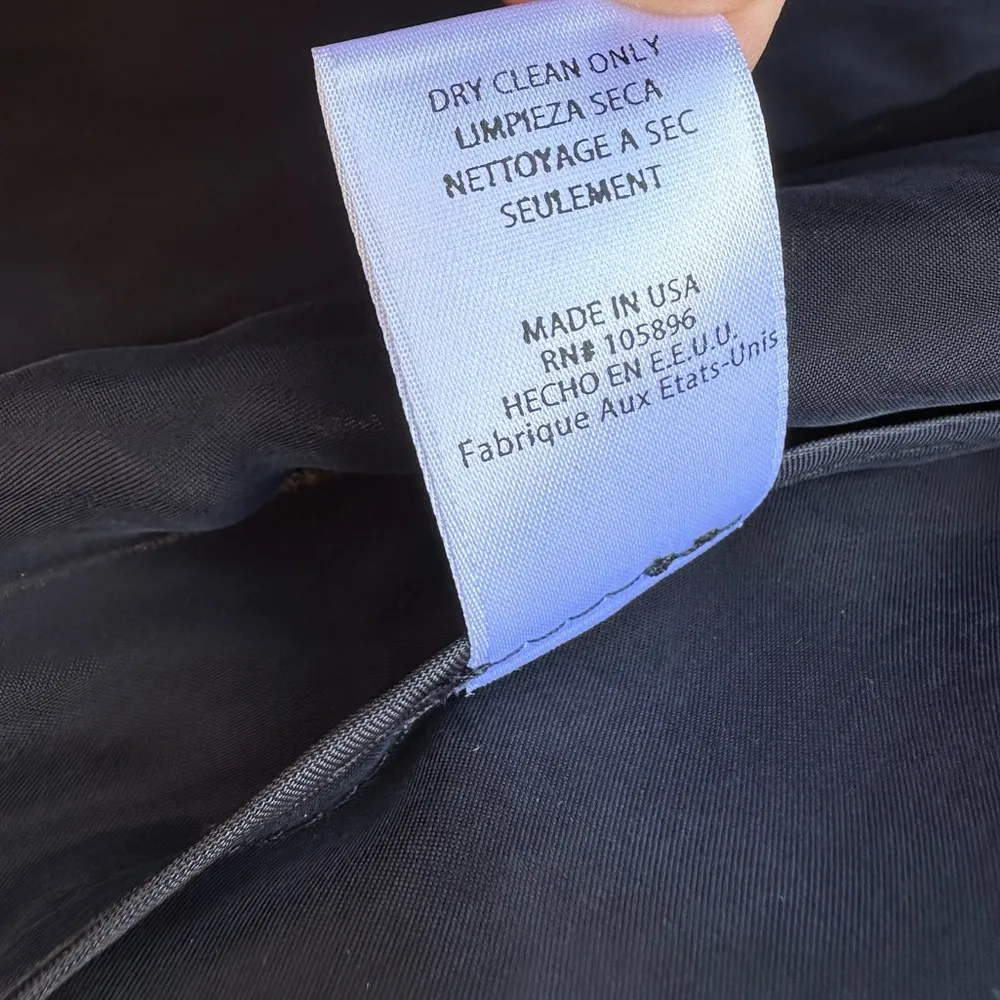 DRY CLEAN ONLY
LIMPIEZA SECA
NETTOYAGE A SEC
SEULEMENT
MADE IN USA
RN# 105896
HECHO EN E.E.U.U.
Fabrique Aux Etats-Unis